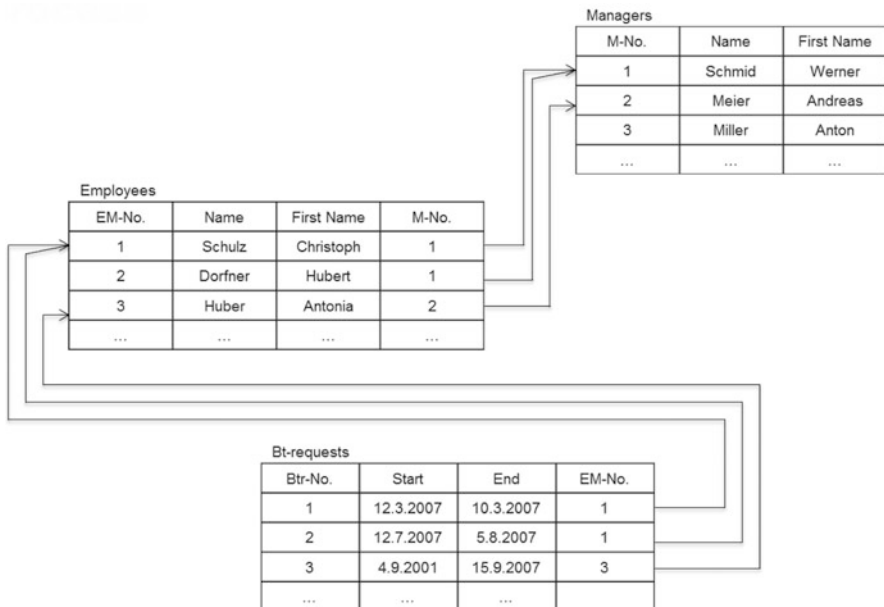 Managers
M-No. Name First Name
1 Schmid Werner
2 Meier Andreas
3 Miller Anton
... ... ...
Employees
EM-No. Name First Name M-No.
1 Schulz Christoph 1
2 Dorfner Hubert 1
3 Huber Antonia 2
... ... ... ...
Bt-requests
Btr-No. Start End EM-No.
1 12.3.2007 10.3.2007 1
2 12.7.2007 5.8.2007 1
3 4.9.2001 15.9.2007 3
... ... ...